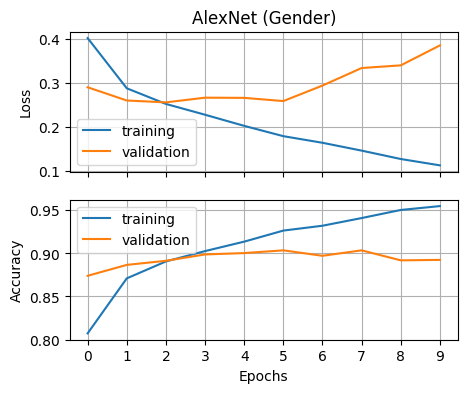 AlexNet (Gender)
0.4
0.3
0.2
0.1
Loss
training
validation
0.95
0.90
0.85
0.80
Accuracy
training
validation
0 1 2 3 4 5 6 7 8 9
Epochs